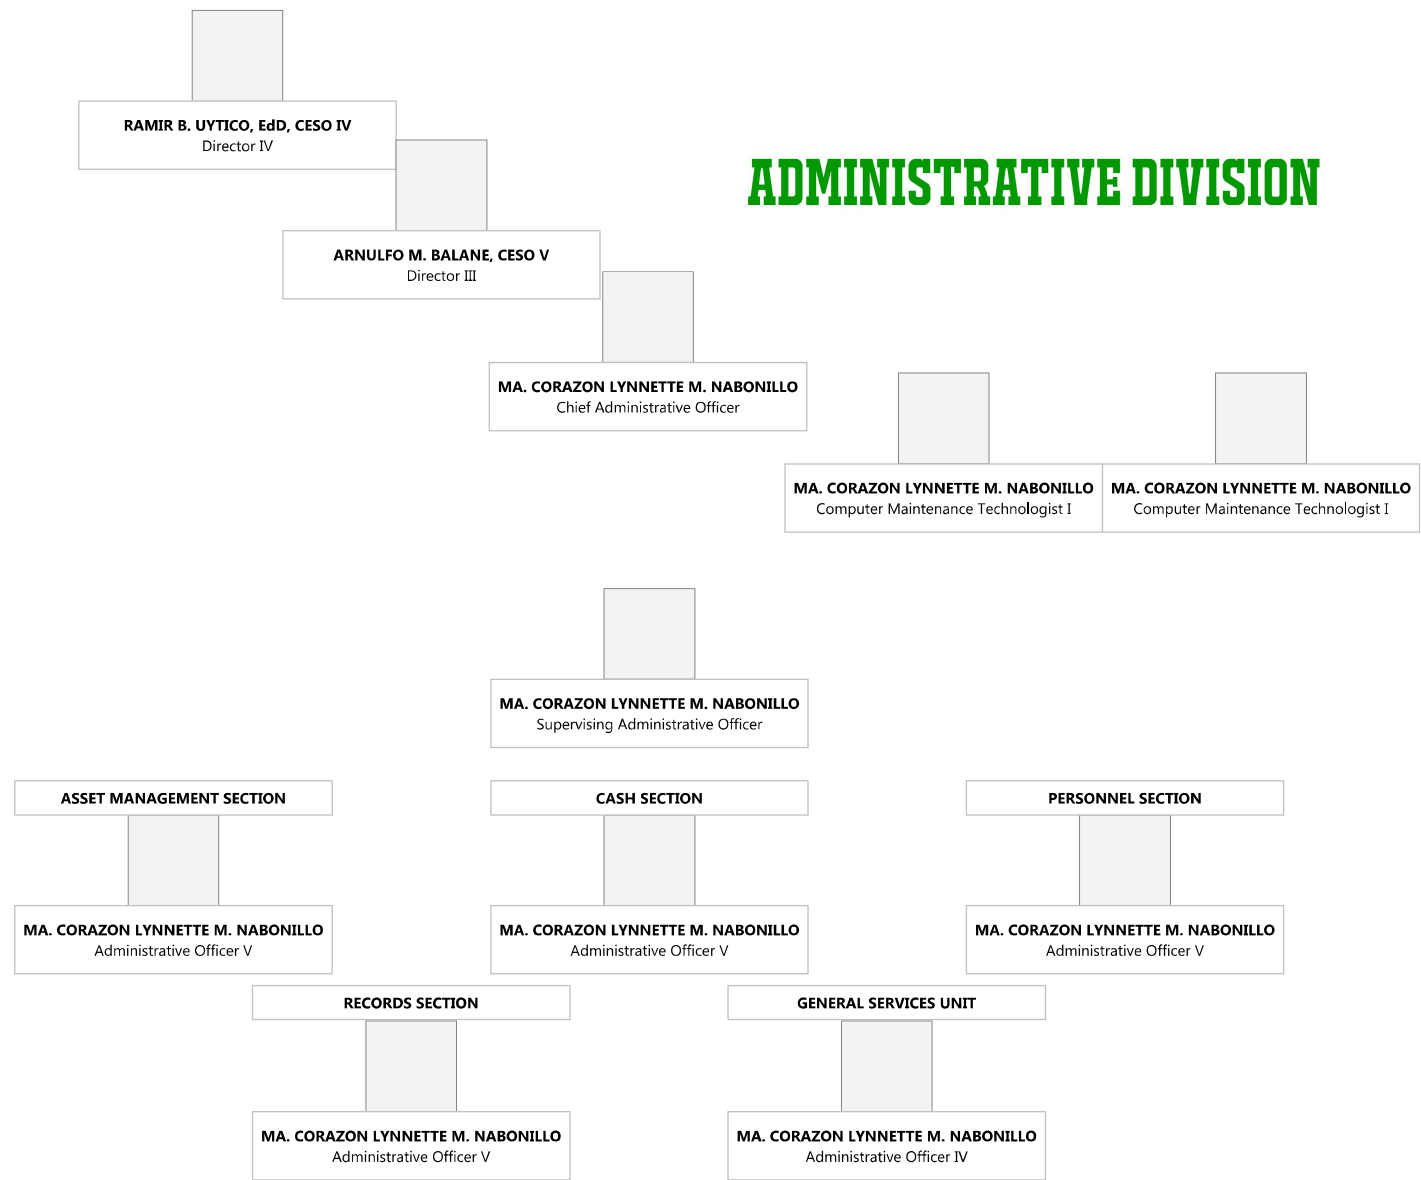 RAMIR B. UYTICO, EdD, CESO IV
Director IV
ADMINISTRATIVE DIVISION
ARNULFO M. BALANE, CESO V
Director III
MA. CORAZON LYNNETTE M. NABONILLO
Chief Administrative Officer
MA. CORAZON LYNNETTE M. NABONILLO
Computer Maintenance Technologist I
MA. CORAZON LYNNETTE M. NABONILLO
Computer Maintenance Technologist I
MA. CORAZON LYNNETTE M. NABONILLO
Supervising Administrative Officer
ASSET MANAGEMENT SECTION
MA. CORAZON LYNNETTE M. NABONILLO
Administrative Officer V
CASH SECTION
MA. CORAZON LYNNETTE M. NABONILLO
Administrative Officer V
PERSONNEL SECTION
MA. CORAZON LYNNETTE M. NABONILLO
Administrative Officer V
RECORDS SECTION
MA. CORAZON LYNNETTE M. NABONILLO
Administrative Officer V
GENERAL SERVICES UNIT
MA. CORAZON LYNNETTE M. NABONILLO
Administrative Officer IV